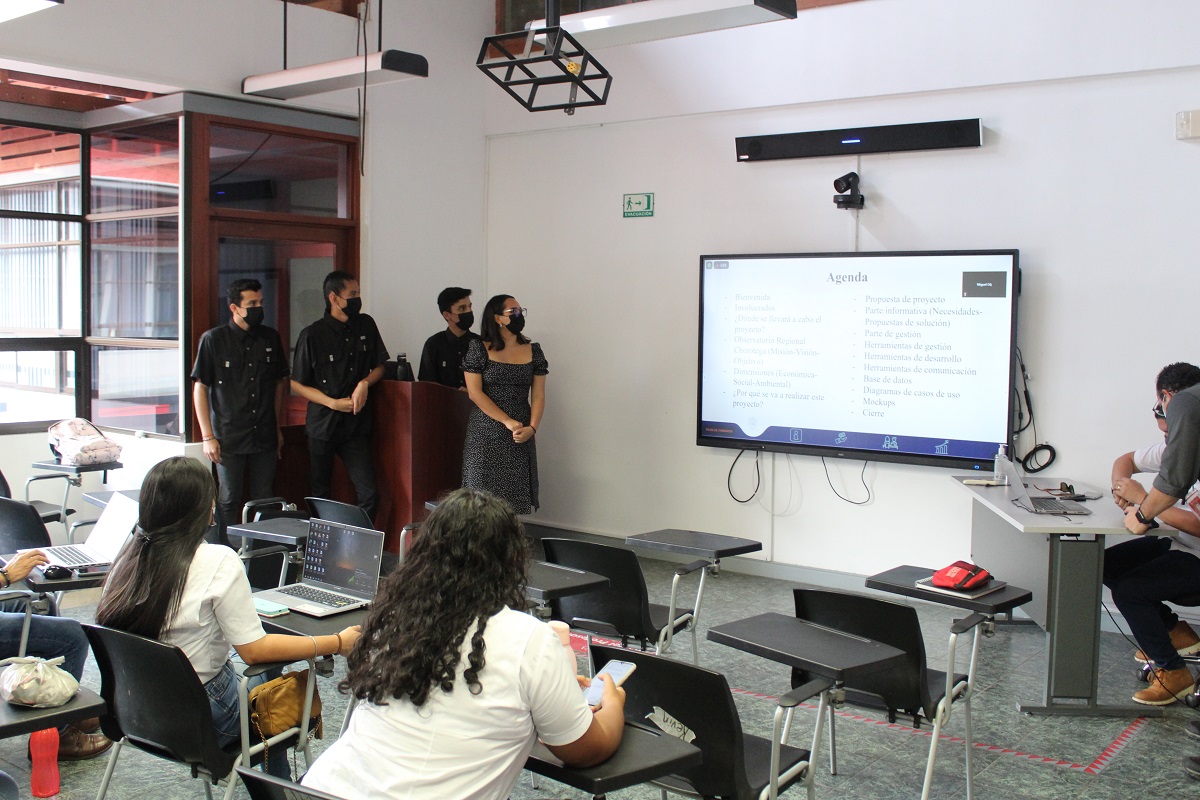 EVACUACIÓN
Agenda
- Bienvenida
- Involucrados
- ¿Dónde se llevará a cabo el
proyecto?
- Observatorio Regional
Chorotega (Misión-Visión-
- Dimensiones (Económica-
Social-Ambiental)
- ¿Por qué se va a realizar este
proyecto?
- Propuesta de proyecto
- Parte informativa (Necesidades-
Propuestas de solución)
- Parte de gestión
- Herramientas de gestión
- Herramientas de desarrollo
- Herramientas de comunicación
- Base de datos
- Diagramas de casos de uso
- Mockups
- Cierre
Kevin